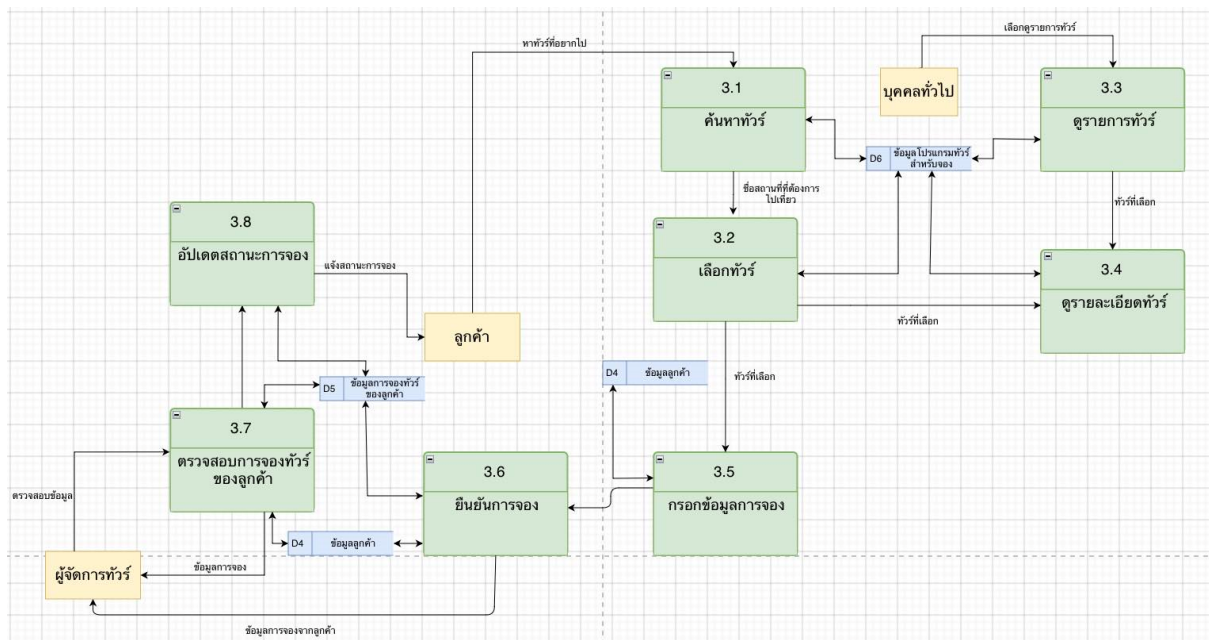 หาทัวร์ที่อยากไป
เลือกดูรายการทัวร์
3.1
ค้นหาทัวร์
บุคคลทั่วไป
3.3
ดูรายการทัวร์
D6
ข้อมูลโปรแกรมทัวร์
สำหรับจอง
ชื่อสถานที่ที่ต้องการ
ไปเที่ยว
ทัวร์ที่เลือก
3.8
อัปเดตสถานะการจอง
แจ้งสถานะการจอง
3.2
เลือกทัวร์
3.4
ดูรายละเอียดทัวร์
ทัวร์ที่เลือก
ลูกค้า
D4
ข้อมูลลูกค้า
ทัวร์ที่เลือก
D5
ข้อมูลการจองทัวร์
ของลูกค้า
3.7
ตรวจสอบการจองทัวร์
ของลูกค้า
3.6
ยืนยันการจอง
3.5
กรอกข้อมูลการจอง
ตรวจสอบข้อมูล
D4
ข้อมูลลูกค้า
ผู้จัดการทัวร์
ข้อมูลการจอง
ข้อมูลการจองจากลูกค้า